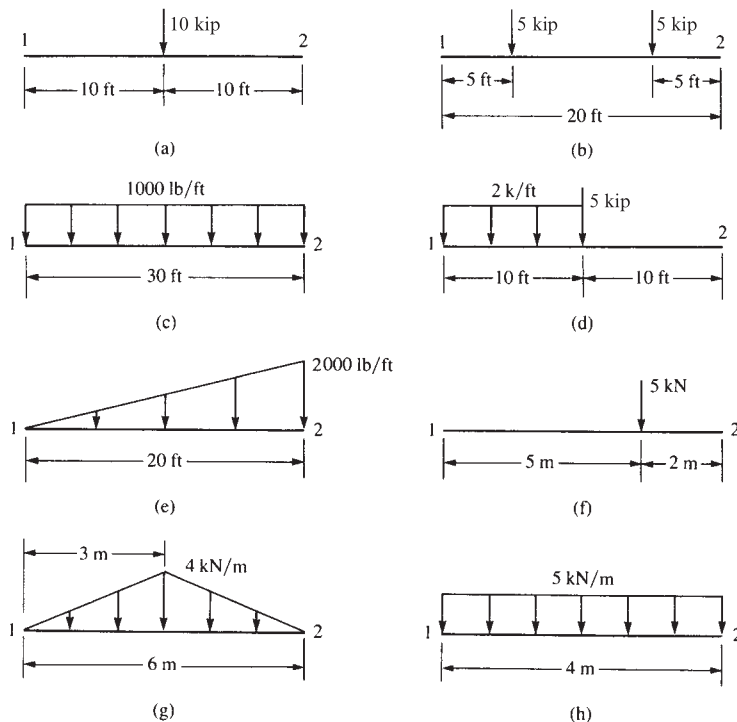 10 kip
1
2
10 ft
10 ft
(a)
5 kip
5 kip
1
2
5 ft
5 ft
20 ft
(b)
1000 lb/ft
1
2
30 ft
(c)
2 k/ft
5 kip
1
2
10 ft
10 ft
(d)
2000 lb/ft
1
2
20 ft
(e)
5 kN
1
2
5 m
2 m
(f)
3 m
4 kN/m
1
2
6 m
(g)
5 kN/m
1
2
4 m
(h)